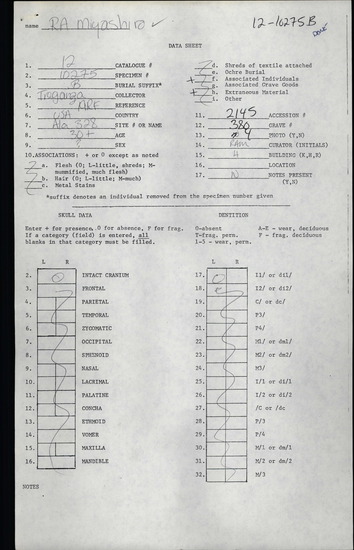 name RA Miyashiro
12-10275B
DONE
DATA SHEET
1. 12 CATALOGUE #
2. 10275 SPECIMEN #
3. B BURIAL SUFFIX*
4. COLLECTOR
5. ARF REFERENCE
6. USA COUNTRY
7. Ala 328 SITE # OR NAME
8. 30+ AGE
9. ? SEX
10. ASSOCIATIONS: + or 0 except as noted
a. Flesh (0; L-little, shreds; M-
mummified, much flesh)
b. Hair (0; L-little; M-much)
c. Metal Stains
d. Shreds of textile attached
e. Ochre Burial
+ f. Associated Individuals
g. Associated Grave Goods
+ h. Extraneous Material
i. Other
11. 2145 ACCESSION #
12. 380 GRAVE #
13. PHOTO (Y,N)
14. RAM CURATOR (INITIALS)
15. H BUILDING (K,H,N)
16. LOCATION
17. N NOTES PRESENT
(Y,N)
*suffix denotes an individual removed from the specimen number given
SKULL DATA
Enter + for presence, 0 for absence, F for frag.
If a category (field) is entered, all
blanks in that category must be filled.
L R
2. INTACT CRANIUM
3. FRONTAL
4. PARIETAL
5. TEMPORAL
6. ZYGOMATIC
7. OCCIPITAL
8. SPHENOID
9. NASAL
10. LACRIMAL
11. PALATINE
12. CONCHA
13. ETHMOID
14. VOMER
15. MAXILLA
16. MANDIBLE
NOTES
DENTITION
0-absent A-E - wear, deciduous
T-frag. perm. F - frag. deciduous
1-5 - wear, perm.
L R
17. I1/ or di1/
18. I2/ or di2/
19. C/ or dc/
20. P3/
21. P4/
22. M1/ or dm1/
23. M2/ or dm2/
24. M3/
25. I/1 or di/1
26. I/2 or di/2
27. /C or /dc
28. P/3
29. P/4
30. M/1 or dm/1
31. M/2 or dm/2
32. M/3